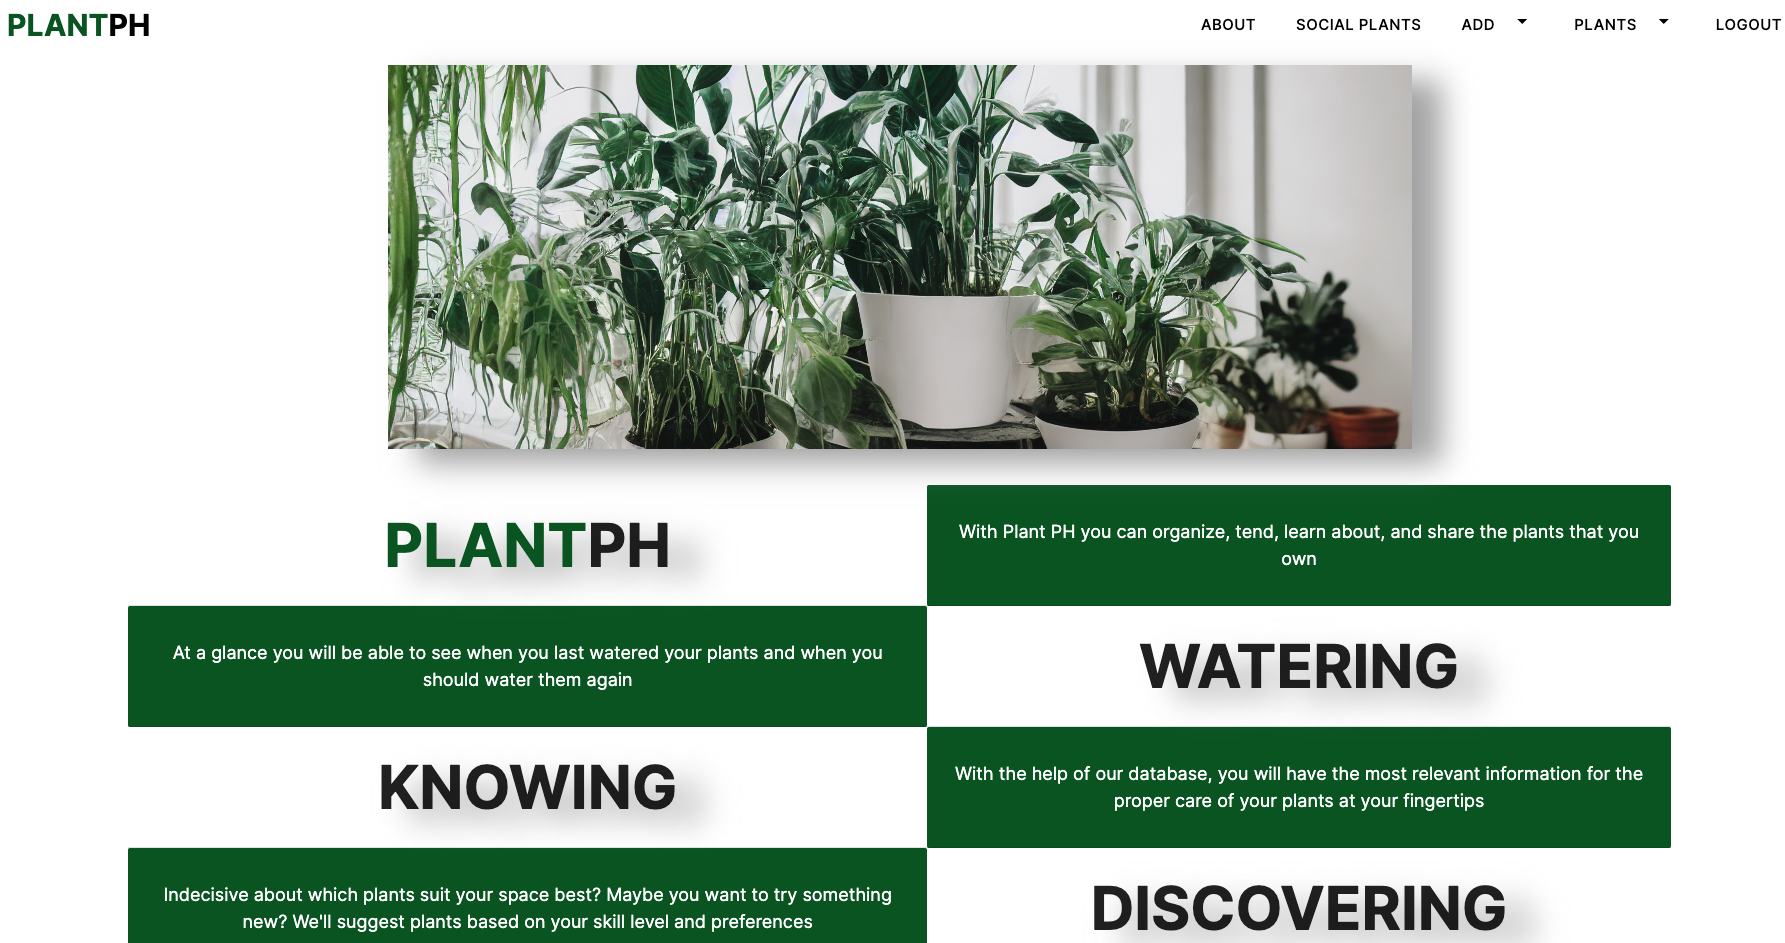 PLANTPH
ABOUT
SOCIAL PLANTS
ADD
PLANTS
LOGOUT
PLANTPH
With Plant PH you can organize, tend, learn about, and share the plants that you
own
At a glance you will be able to see when you last watered your plants and when you
should water them again
WATERING
KNOWING
With the help of our database, you will have the most relevant information for the
proper care of your plants at your fingertips
Indecisive about which plants suit your space best? Maybe you want to try something
new? We'll suggest plants based on your skill level and preferences
DISCOVERING